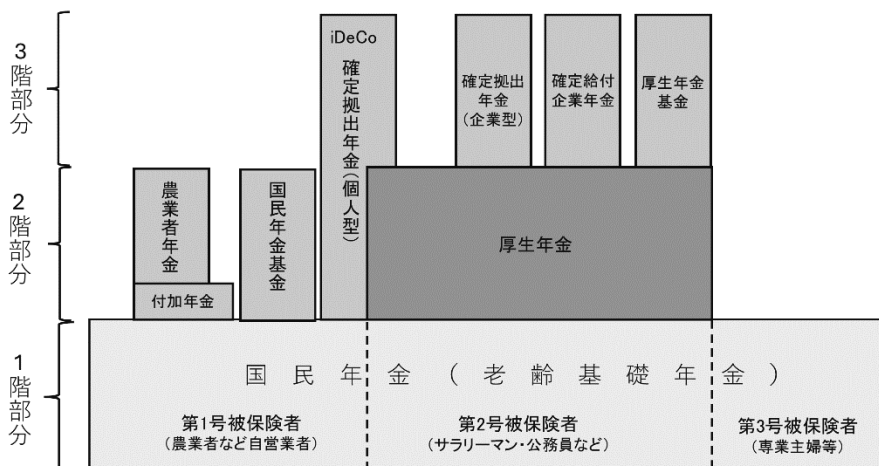 3階部分
iDeCo
確定拠出年金(個人型)
確定拠出
年金
(企業型)
確定給付
企業年金
厚生年金
基金
2階部分
農業者年金
付加年金
国民年金基金
厚生年金
1階部分
国民年金(老齢基礎年金)
第1号被保険者
(農業者など自営業者)
第2号被保険者
(サラリーマン・公務員など)
第3号被保険者
(専業主婦等)